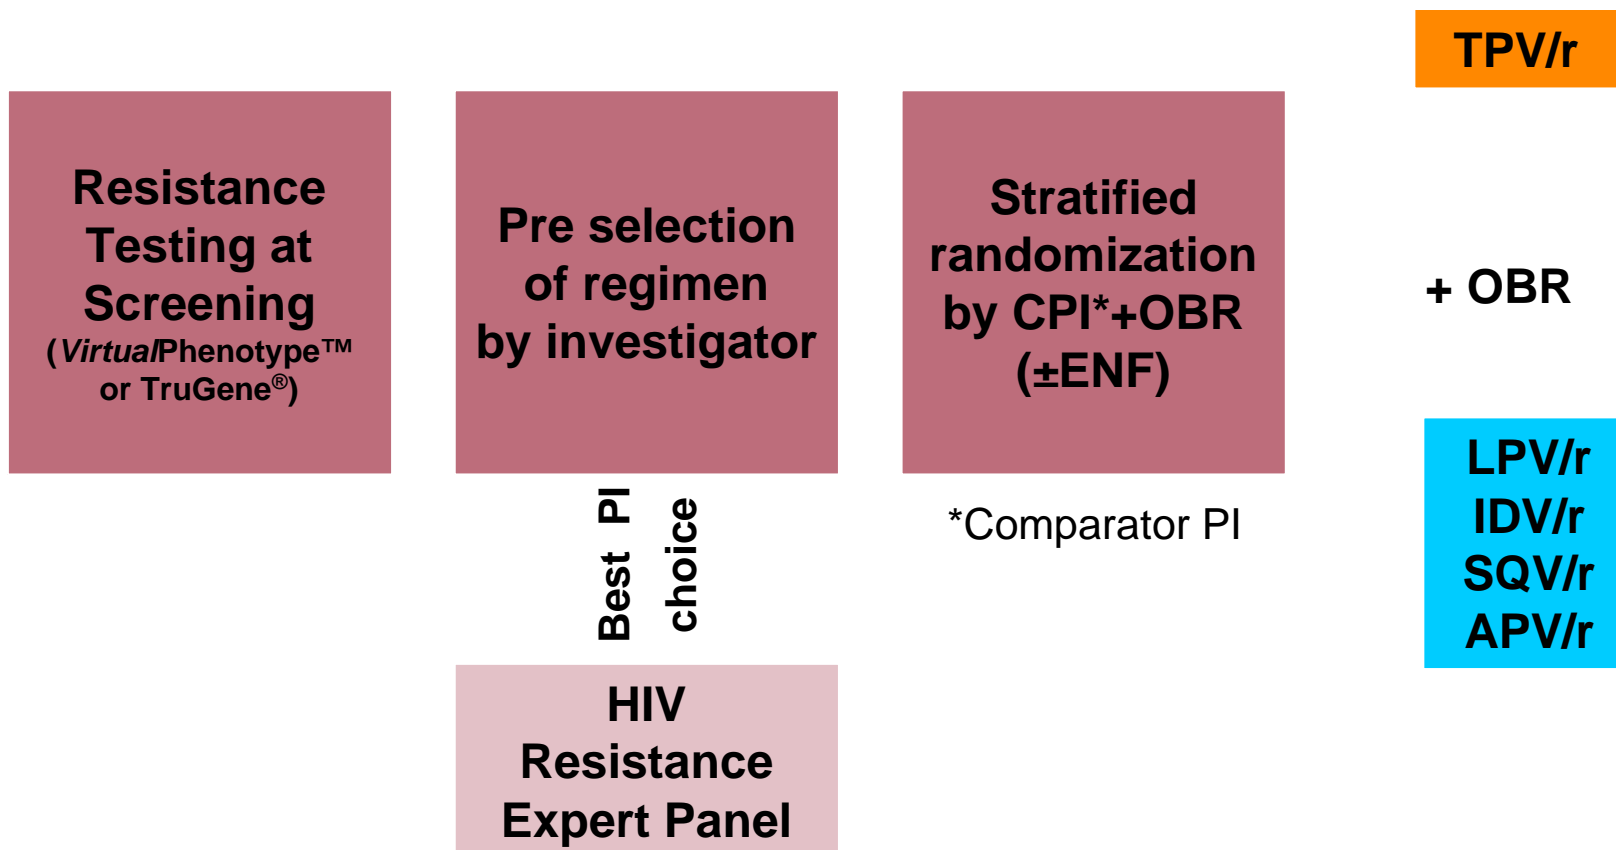 Resistance
Testing at
Screening
(VirtualPhenotype™
or TruGene®)
Pre selection
of regimen
by investigator
Best PI
choice
HIV
Resistance
Expert Panel
Stratified
randomization
by CPI*+OBR
(±ENF)
*Comparator PI
TPV/r
+ OBR
LPV/r
IDV/r
SQV/r
APV/r